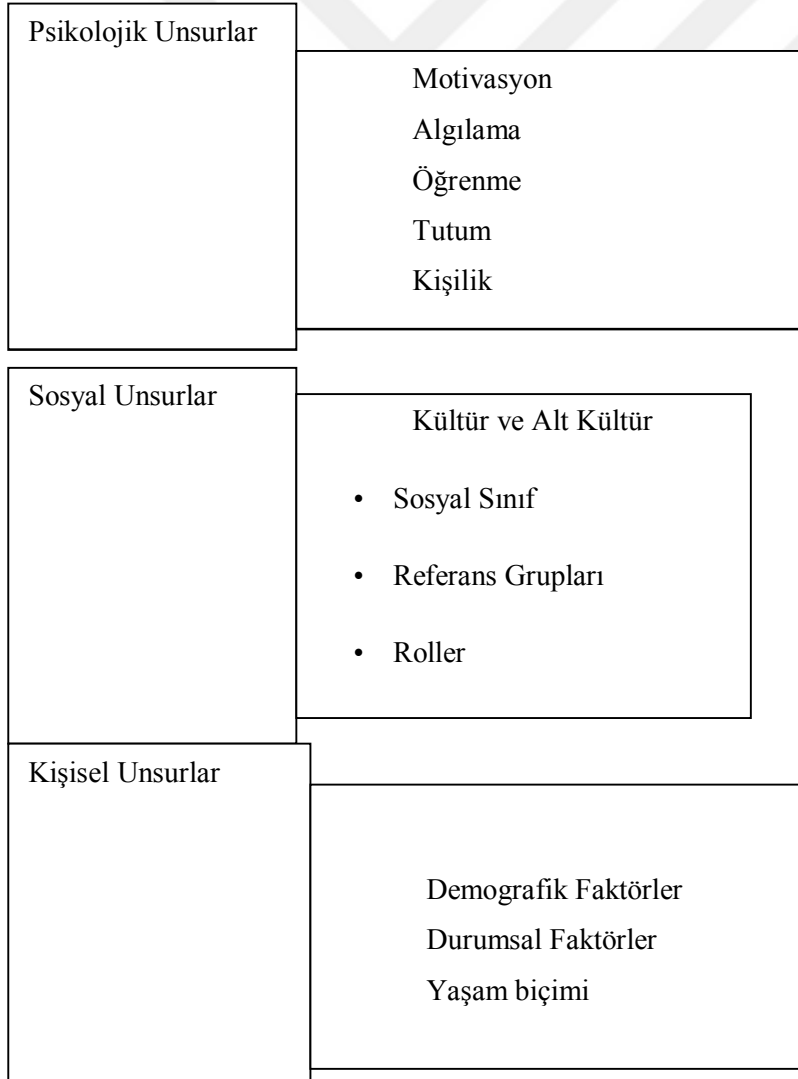 Psikolojik Unsurlar
Motivasyon
Algılama
Öğrenme
Tutum
Kişilik
Sosyal Unsurlar
Kültür ve Alt Kültür
• Sosyal Sınıf
• Referans Grupları
• Roller
Kişisel Unsurlar
Demografik Faktörler
Durumsal Faktörler
Yaşam biçimi